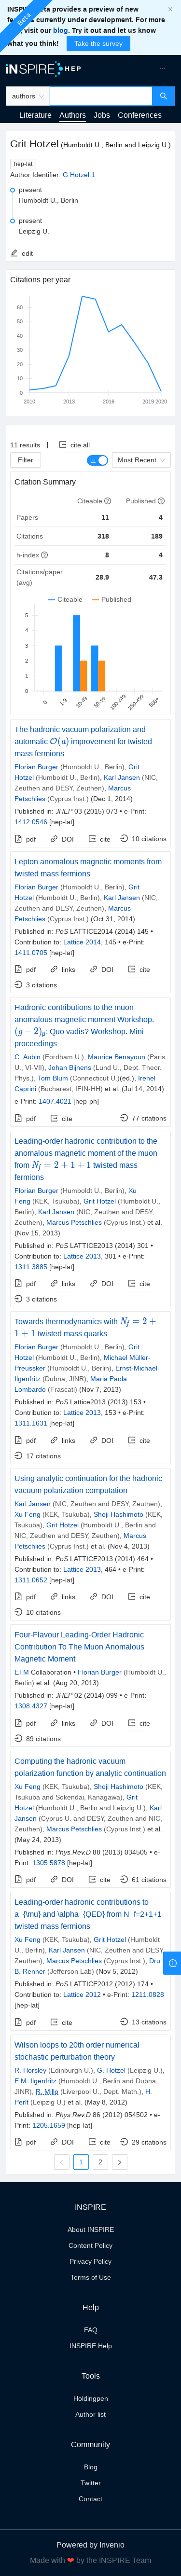 INSPIRE beta is a preview of new
features currently under development. For more
info, visit our blog. Try it out and let us know
what you think! Take the survey
Beta
INSPIRE HEP
authors
Literature Authors Jobs Conferences
Grit Hotzel (Humboldt U., Berlin and Leipzig U.)
hep-lat
Author Identifier: G.Hotzel.1
present
Humboldt U., Berlin
present
Leipzig U.
edit
Citations per year
60
50
40
30
20
10
0
2010 2013 2016 2019 2020
11 results | cite all
Filter Most Recent
Citation Summary
Citeable Published
Papers 11 4
Citations 318 189
h-index 8 4
Citations/paper 28.9 47.3
(avg)
Citeable Published
5
4
3
2
1
0
0 1-9 10-49 50-99 100-249 250-499 500+
The hadronic vacuum polarization and
automatic O(a) improvement for twisted
mass fermions
Florian Burger (Humboldt U., Berlin), Grit
Hotzel (Humboldt U., Berlin), Karl Jansen (NIC,
Zeuthen and DESY, Zeuthen), Marcus
Petschlies (Cyprus Inst.) (Dec 1, 2014)
Published in: JHEP 03 (2015) 073 • e-Print:
1412.0546 [hep-lat]
pdf DOI cite 10 citations
Lepton anomalous magnetic moments from
twisted mass fermions
Florian Burger (Humboldt U., Berlin), Grit
Hotzel (Humboldt U., Berlin), Karl Jansen (NIC,
Zeuthen and DESY, Zeuthen), Marcus
Petschlies (Cyprus Inst.) (Oct 31, 2014)
Published in: PoS LATTICE2014 (2014) 145 •
Contribution to: Lattice 2014, 145 • e-Print:
1411.0705 [hep-lat]
pdf links DOI cite
3 citations
Hadronic contributions to the muon
anomalous magnetic moment Workshop.
(g − 2)μ: Quo vadis? Workshop. Mini
proceedings
C. Aubin (Fordham U.), Maurice Benayoun (Paris
U., VI-VII), Johan Bijnens (Lund U., Dept. Theor.
Phys.), Tom Blum (Connecticut U.)(ed.), Irenel
Caprini (Bucharest, IFIN-HH) et al. (Jul 14, 2014)
e-Print: 1407.4021 [hep-ph]
pdf cite 77 citations
Leading-order hadronic contribution to the
anomalous magnetic moment of the muon
from Nf = 2 + 1 + 1 twisted mass
fermions
Florian Burger (Humboldt U., Berlin), Xu
Feng (KEK, Tsukuba), Grit Hotzel (Humboldt U.,
Berlin), Karl Jansen (NIC, Zeuthen and DESY,
Zeuthen), Marcus Petschlies (Cyprus Inst.) et al.
(Nov 15, 2013)
Published in: PoS LATTICE2013 (2014) 301 •
Contribution to: Lattice 2013, 301 • e-Print:
1311.3885 [hep-lat]
pdf links DOI cite
3 citations
Towards thermodynamics with Nf = 2 +
1 + 1 twisted mass quarks
Florian Burger (Humboldt U., Berlin), Grit
Hotzel (Humboldt U., Berlin), Michael Müller-
Preussker (Humboldt U., Berlin), Ernst-Michael
Ilgenfritz (Dubna, JINR), Maria Paola
Lombardo (Frascati) (Nov 7, 2013)
Published in: PoS Lattice2013 (2013) 153 •
Contribution to: Lattice 2013, 153 • e-Print:
1311.1631 [hep-lat]
pdf links DOI cite
17 citations
Using analytic continuation for the hadronic
vacuum polarization computation
Karl Jansen (NIC, Zeuthen and DESY, Zeuthen),
Xu Feng (KEK, Tsukuba), Shoji Hashimoto (KEK,
Tsukuba), Grit Hotzel (Humboldt U., Berlin and
NIC, Zeuthen and DESY, Zeuthen), Marcus
Petschlies (Cyprus Inst.) et al. (Nov 4, 2013)
Published in: PoS LATTICE2013 (2014) 464 •
Contribution to: Lattice 2013, 464 • e-Print:
1311.0652 [hep-lat]
pdf links DOI cite
10 citations
Four-Flavour Leading-Order Hadronic
Contribution To The Muon Anomalous
Magnetic Moment
ETM Collaboration • Florian Burger (Humboldt U.,
Berlin) et al. (Aug 20, 2013)
Published in: JHEP 02 (2014) 099 • e-Print:
1308.4327 [hep-lat]
pdf links DOI cite
89 citations
Computing the hadronic vacuum
polarization function by analytic continuation
Xu Feng (KEK, Tsukuba), Shoji Hashimoto (KEK,
Tsukuba and Sokendai, Kanagawa), Grit
Hotzel (Humboldt U., Berlin and Leipzig U.), Karl
Jansen (Cyprus U. and DESY, Zeuthen and NIC,
Zeuthen), Marcus Petschlies (Cyprus Inst.) et al.
(May 24, 2013)
Published in: Phys.Rev.D 88 (2013) 034505 • e-
Print: 1305.5878 [hep-lat]
pdf DOI cite 61 citations
Leading-order hadronic contributions to
a_{\mu} and \alpha_{QED} from N_f=2+1+1
twisted mass fermions
Xu Feng (KEK, Tsukuba), Grit Hotzel (Humboldt
U., Berlin), Karl Jansen (NIC, Zeuthen and DESY,
Zeuthen), Marcus Petschlies (Cyprus Inst.), Dru
B. Renner (Jefferson Lab) (Nov 5, 2012)
Published in: PoS LATTICE2012 (2012) 174 •
Contribution to: Lattice 2012 • e-Print: 1211.0828
[hep-lat]
pdf cite 13 citations
Wilson loops to 20th order numerical
stochastic perturbation theory
R. Horsley (Edinburgh U.), G. Hotzel (Leipzig U.),
E.M. Ilgenfritz (Humboldt U., Berlin and Dubna,
JINR), R. Millo (Liverpool U., Dept. Math.), H.
Perlt (Leipzig U.) et al. (May 8, 2012)
Published in: Phys.Rev.D 86 (2012) 054502 • e-
Print: 1205.1659 [hep-lat]
pdf DOI cite 29 citations
1 2
INSPIRE
About INSPIRE
Content Policy
Privacy Policy
Terms of Use
Help
FAQ
INSPIRE Help
Tools
Holdingpen
Author list
Community
Blog
Twitter
Contact
Powered by Invenio
Made with ❤ by the INSPIRE Team